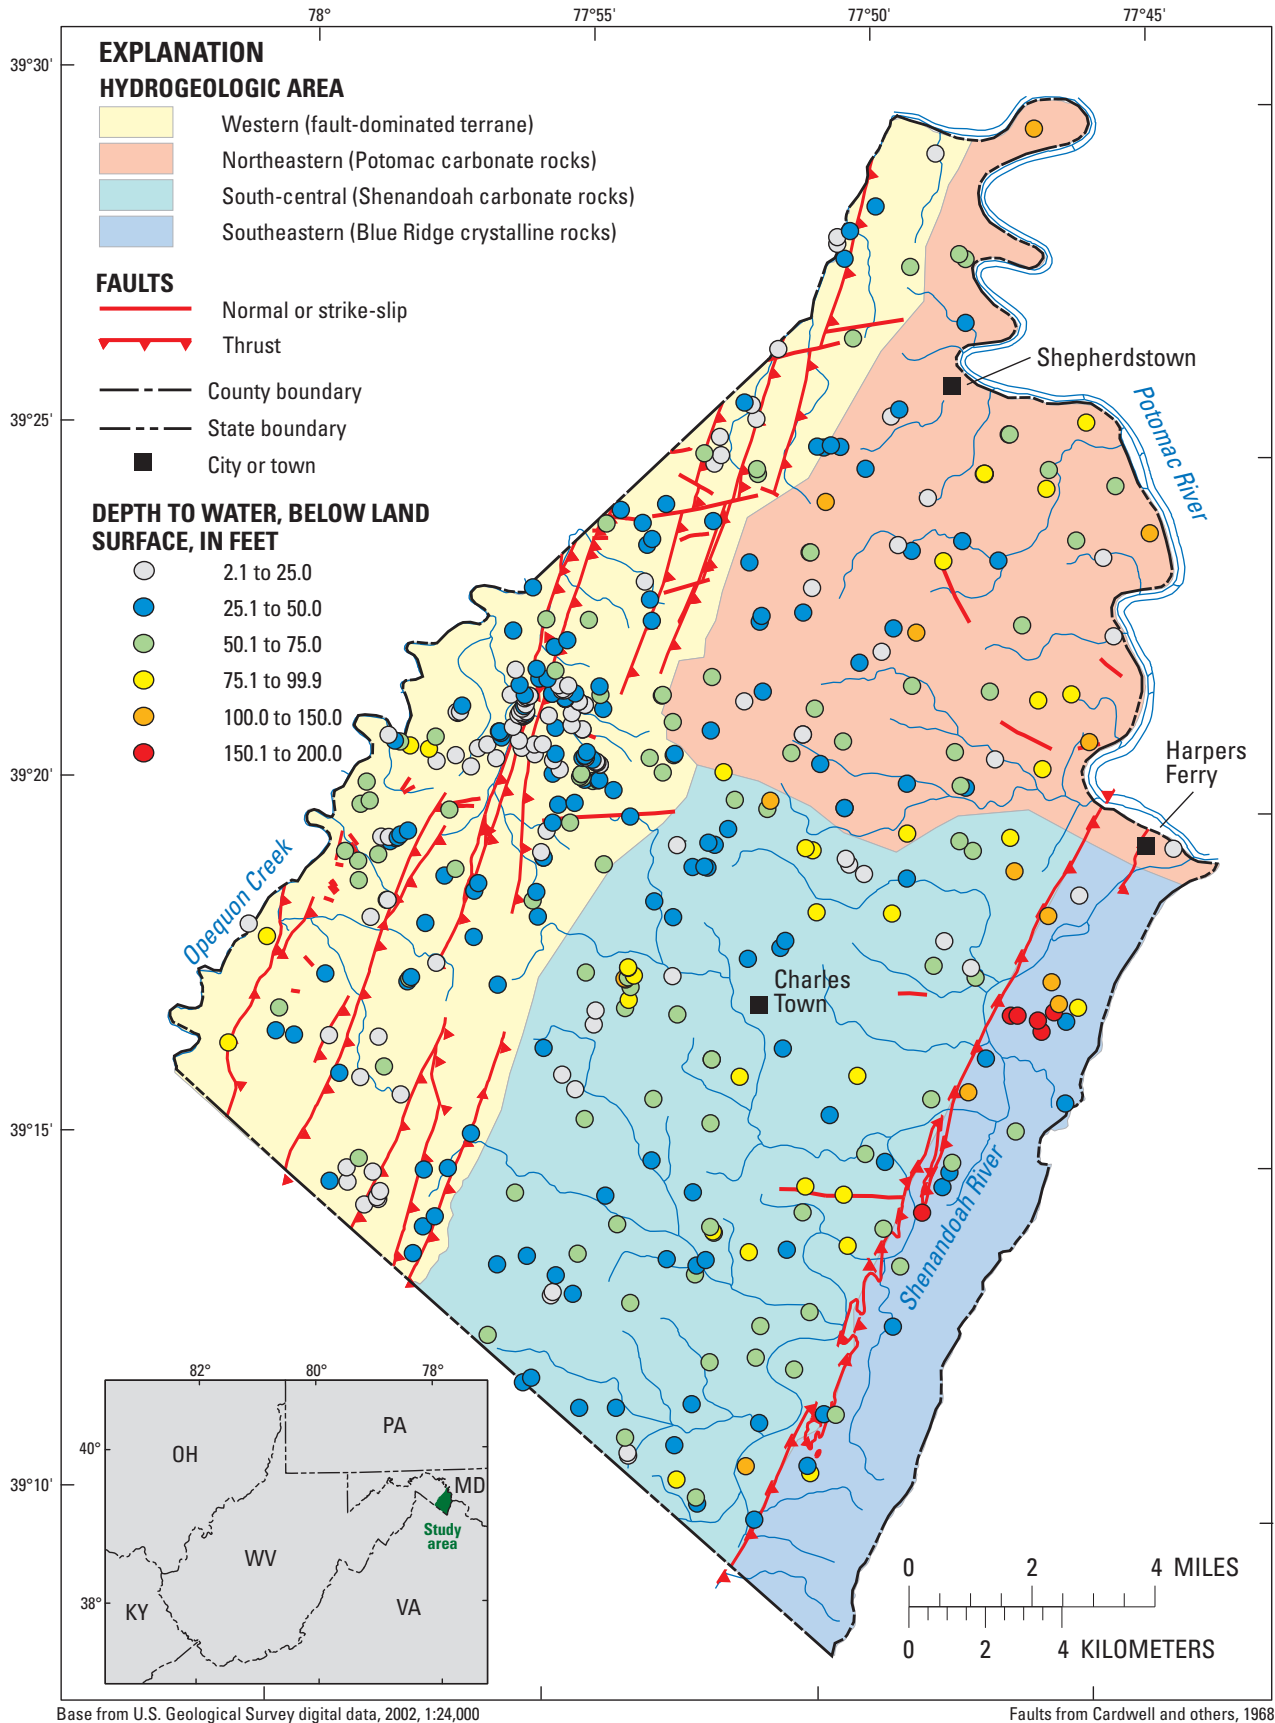 78°
77°55'
77°50'
77°45'
39°30'
39°25'
39°20'
39°15'
39°10'
EXPLANATION
HYDROGEOLOGIC AREA
Western (fault-dominated terrane)
Northeastern (Potomac carbonate rocks)
South-central (Shenandoah carbonate rocks)
Southeastern (Blue Ridge crystalline rocks)
FAULTS
Normal or strike-slip
Thrust
County boundary
State boundary
City or town
DEPTH TO WATER, BELOW LAND
SURFACE, IN FEET
2.1 to 25.0
25.1 to 50.0
50.1 to 75.0
75.1 to 99.9
100.0 to 150.0
150.1 to 200.0
Shepherdstown
Potomac River
Harpers
Ferry
Opequon Creek
Charles
Town
Shenandoah River
82°
80°
78°
40°
38°
OH
PA
MD
WV
KY
VA
Study
area
0 2 4 MILES
0 2 4 KILOMETERS
Base from U.S. Geological Survey digital data, 2002, 1:24,000
Faults from Cardwell and others, 1968